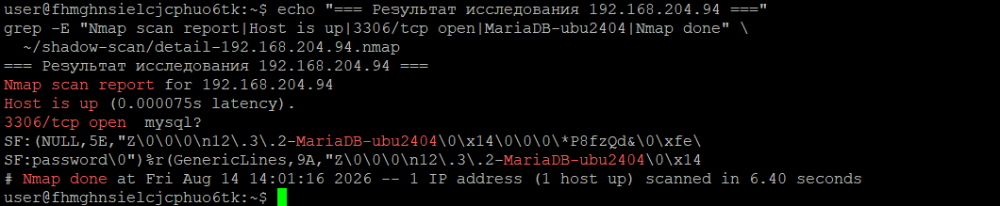 user@fhmghnsielcjcphuo6tk:~$ echo "=== Результат исследования 192.168.204.94 ==="
grep -E "Nmap scan report|Host is up|3306/tcp open|MariaDB-ubu2404|Nmap done" \
  ~/shadow-scan/detail-192.168.204.94.nmap
=== Результат исследования 192.168.204.94 ===
Nmap scan report for 192.168.204.94
Host is up (0.000075s latency).
3306/tcp open  mysql?
SF:(NULL,5E,"Z\0\0\0\n12\.3\.2-MariaDB-ubu2404\0\x14\0\0\0\*P8fzQd&\0\xfe\
SF:password\0")%r(GenericLines,9A,"Z\0\0\0\n12\.3\.2-MariaDB-ubu2404\0\x14
# Nmap done at Fri Aug 14 14:01:16 2026 -- 1 IP address (1 host up) scanned in 6.40 seconds
user@fhmghnsielcjcphuo6tk:~$